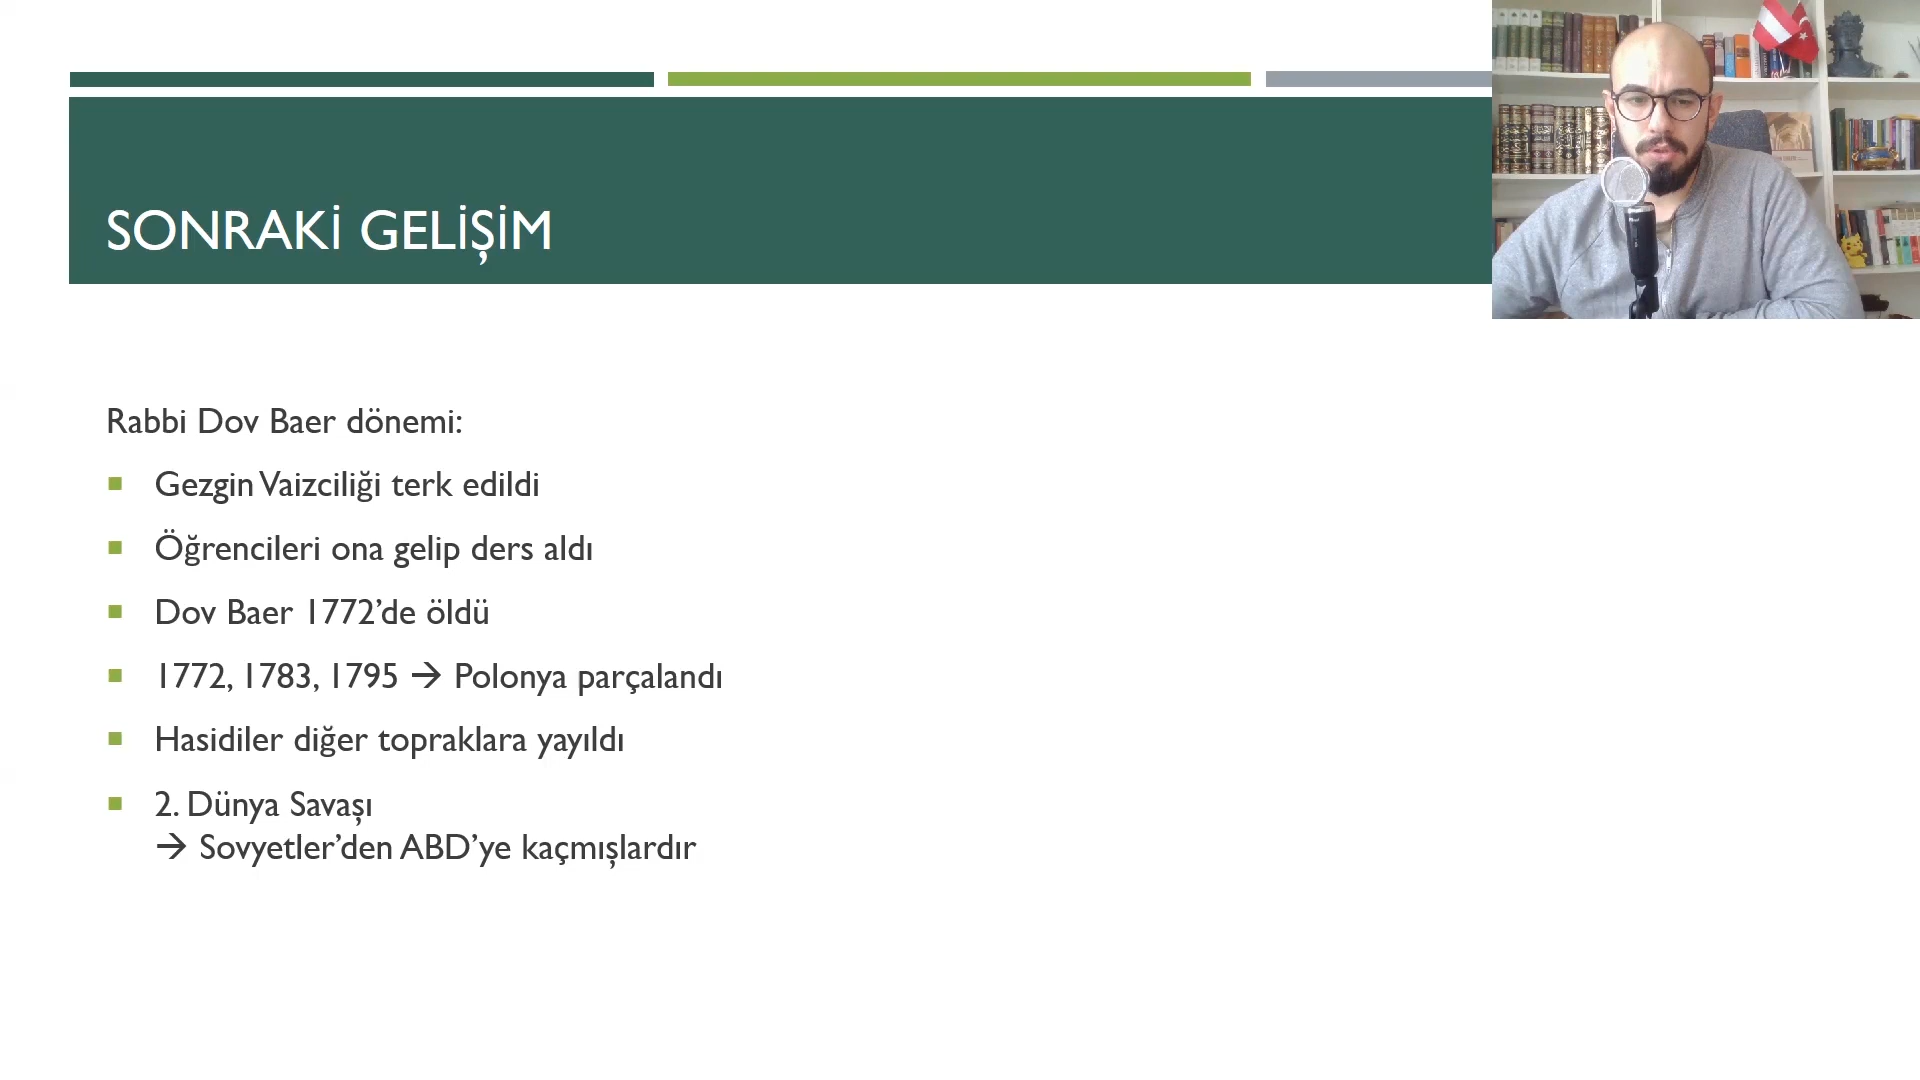 SONRAKİ GELİŞİM
Rabbi Dov Baer dönemi:
Gezgin Vaizciliği terk edildi
Öğrencileri ona gelip ders aldı
Dov Baer 1772’de öldü
1772, 1783, 1795 → Polonya parçalandı
Hasidiler diğer topraklara yayıldı
2. Dünya Savaşı
→ Sovyetler’den ABD’ye kaçmışlardır